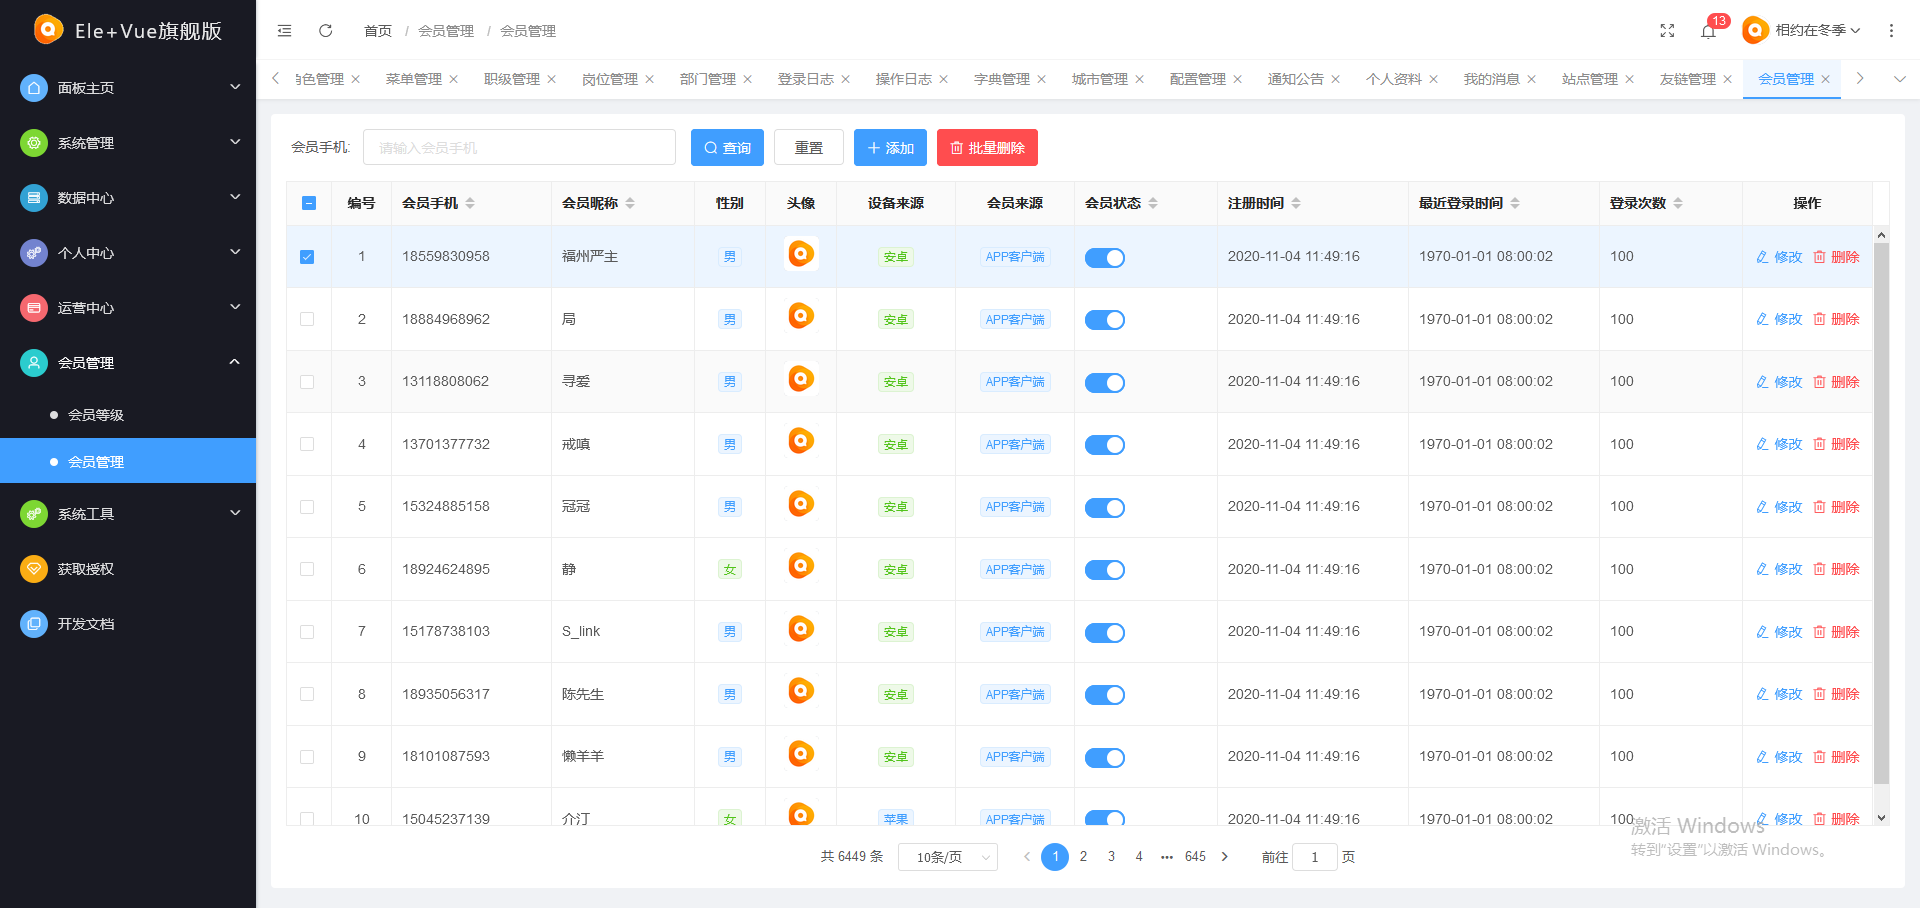 Ele+Vue旗舰版
首页 / 会员管理 / 会员管理
13
相约在冬季
角色管理 菜单管理 职级管理 岗位管理 部门管理 登录日志 操作日志 字典管理 城市管理 配置管理 通知公告 个人资料 我的消息 站点管理 友链管理 会员管理
面板主页
系统管理
数据中心
个人中心
运营中心
会员管理
会员等级
会员管理
系统工具
获取授权
开发文档
会员手机: 请输入会员手机 查询 重置 添加 批量删除
编号 会员手机 会员昵称 性别 头像 设备来源 会员来源 会员状态 注册时间 最近登录时间 登录次数 操作
1 18559830958 福州严主 男 安卓 APP客户端 2020-11-04 11:49:16 1970-01-01 08:00:02 100 修改 删除
2 18884968962 局 男 安卓 APP客户端 2020-11-04 11:49:16 1970-01-01 08:00:02 100 修改 删除
3 13118808062 寻爱 男 安卓 APP客户端 2020-11-04 11:49:16 1970-01-01 08:00:02 100 修改 删除
4 13701377732 戒嗔 男 安卓 APP客户端 2020-11-04 11:49:16 1970-01-01 08:00:02 100 修改 删除
5 15324885158 冠冠 男 安卓 APP客户端 2020-11-04 11:49:16 1970-01-01 08:00:02 100 修改 删除
6 18924624895 静 女 安卓 APP客户端 2020-11-04 11:49:16 1970-01-01 08:00:02 100 修改 删除
7 15178738103 S_link 男 安卓 APP客户端 2020-11-04 11:49:16 1970-01-01 08:00:02 100 修改 删除
8 18935056317 陈先生 男 安卓 APP客户端 2020-11-04 11:49:16 1970-01-01 08:00:02 100 修改 删除
9 18101087593 懒羊羊 男 安卓 APP客户端 2020-11-04 11:49:16 1970-01-01 08:00:02 100 修改 删除
10 15045237139 介汀 女 苹果 APP客户端 2020-11-04 11:49:16 1970-01-01 08:00:02 100 修改 删除
激活 Windows
转到"设置"以激活 Windows。
共 6449 条 10条/页 1 2 3 4 ••• 645 前往 1 页